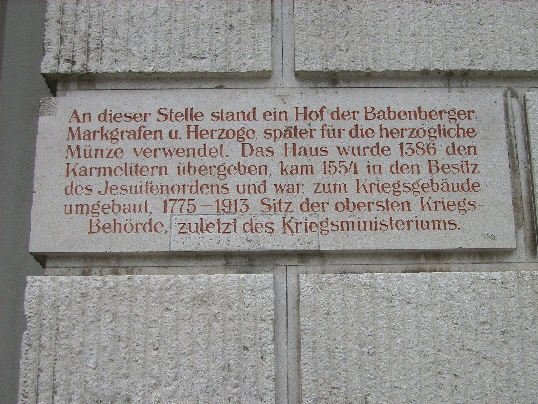 An dieser Stelle stand ein Hof der Babenberger,
Markgrafen u. Herzoge, später für die herzögliche
Münze verwendet. Das Haus wurde 1386 den
Karmelitern übergeben, kam 1554 in den Besitz
des Jesuitenordens und war, zum Kriegsgebäude
umgebaut, 1775–1913 Sitz der obersten Kriegs-
Behörde, zuletzt des Kriegsministeriums.